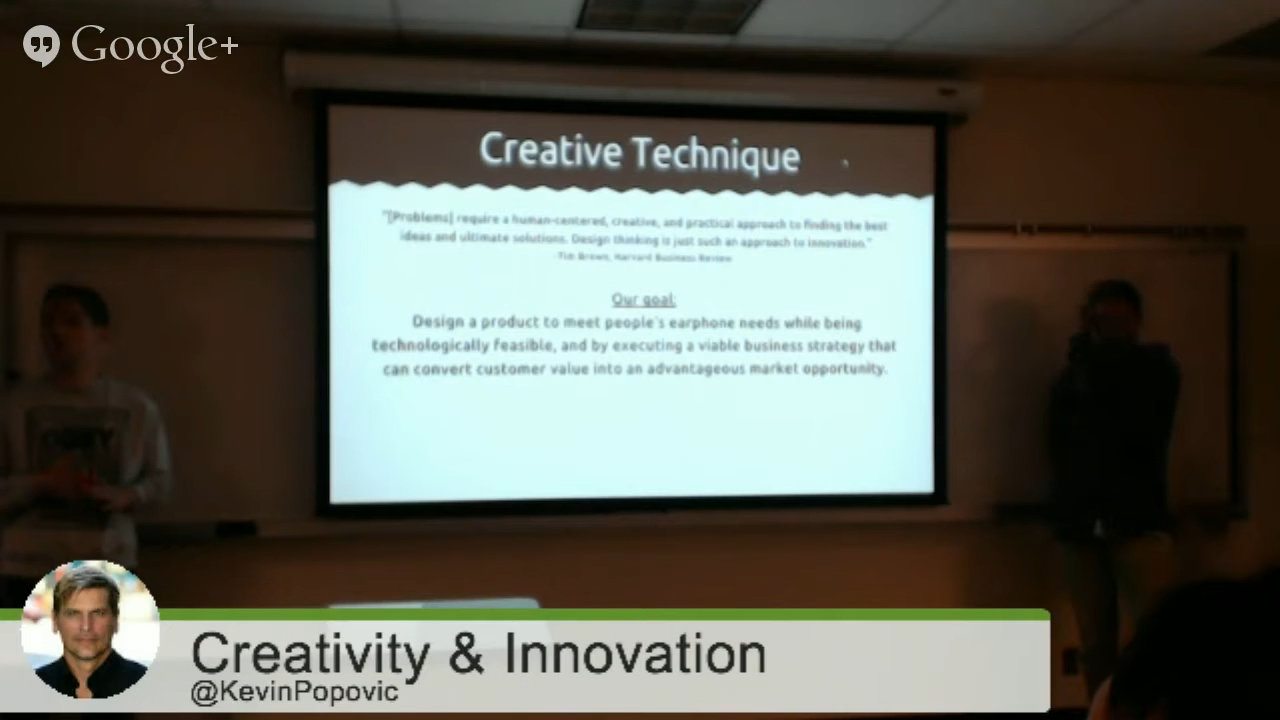 Google+
Creative Technique
"[Problems] require a human-centered, creative, and practical approach to finding the best
ideas and ultimate solutions. Design thinking is just such an approach to innovation."
-Tim Brown, Harvard Business Review
Our goal:
Design a product to meet people's earphone needs while being
technologically feasible, and by executing a viable business strategy that
can convert customer value into an advantageous market opportunity.
Creativity & Innovation
@KevinPopovic